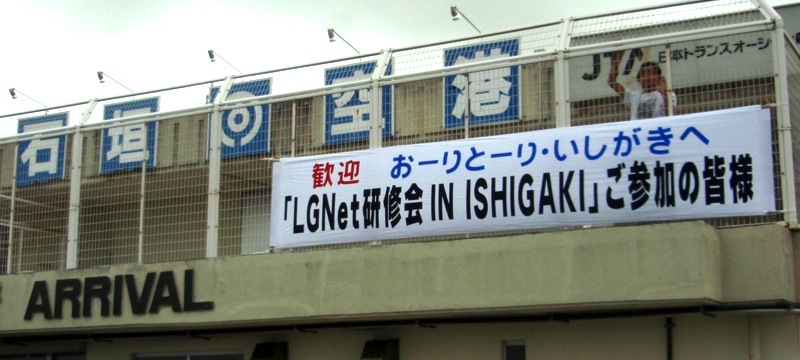 石垣空港
JTA 日本トランスオーシ
歓迎 おーりとーり・いしがきへ
「LGNet研修会 IN ISHIGAKI」ご参加の皆様
ARRIVAL